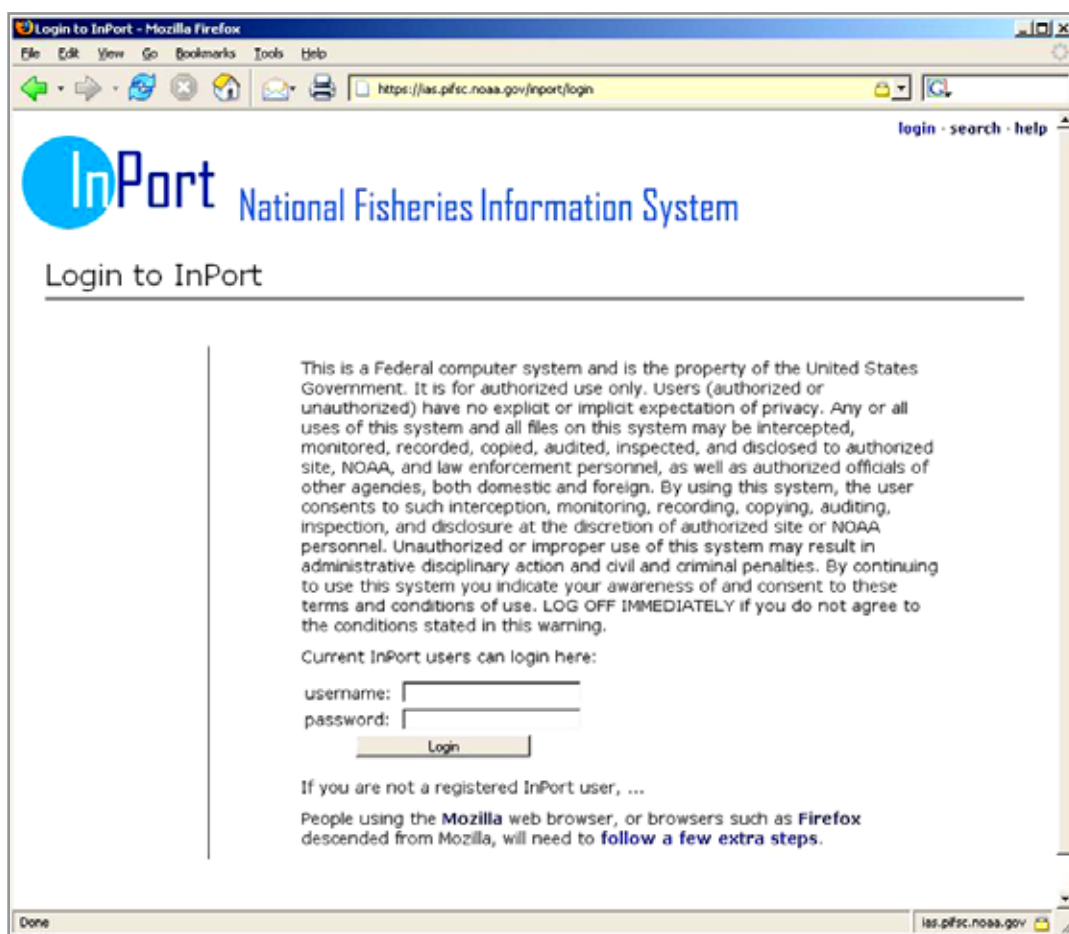 Login to InPort - Mozilla Firefox
File Edit View Go Bookmarks Tools Help
https://ias.pifsc.noaa.gov/inport/login
G
login · search · help
InPort National Fisheries Information System
Login to InPort
This is a Federal computer system and is the property of the United States
Government. It is for authorized use only. Users (authorized or
unauthorized) have no explicit or implicit expectation of privacy. Any or all
uses of this system and all files on this system may be intercepted,
monitored, recorded, copied, audited, inspected, and disclosed to authorized
site, NOAA, and law enforcement personnel, as well as authorized officials of
other agencies, both domestic and foreign. By using this system, the user
consents to such interception, monitoring, recording, copying, auditing,
inspection, and disclosure at the discretion of authorized site or NOAA
personnel. Unauthorized or improper use of this system may result in
administrative disciplinary action and civil and criminal penalties. By continuing
to use this system you indicate your awareness of and consent to these
terms and conditions of use. LOG OFF IMMEDIATELY if you do not agree to
the conditions stated in this warning.
Current InPort users can login here:
username:
password:
Login
If you are not a registered InPort user, ...
People using the Mozilla web browser, or browsers such as Firefox
descended from Mozilla, will need to follow a few extra steps.
Done ias.pifsc.noaa.gov